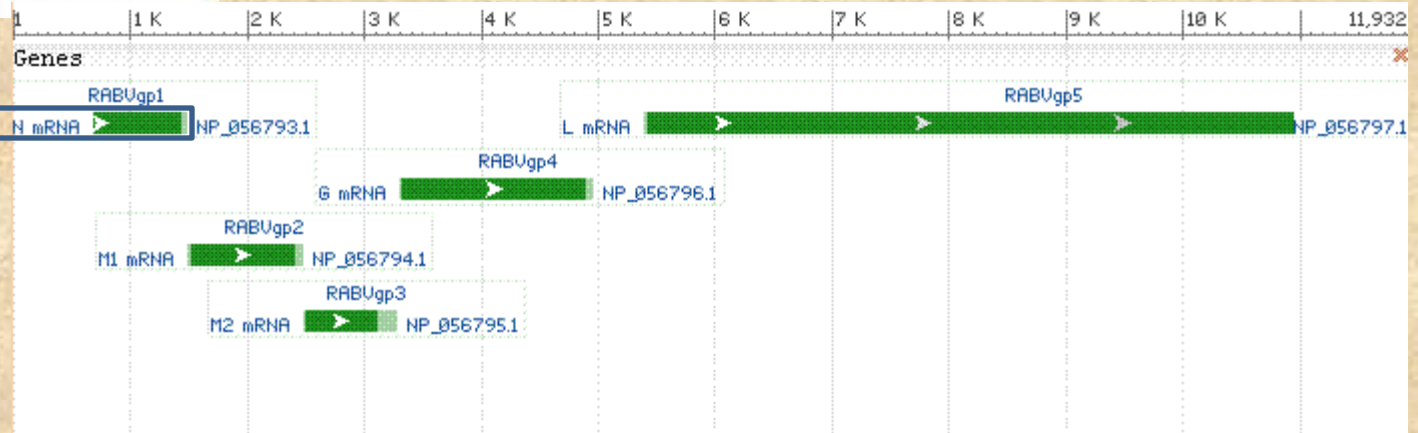 1 1 K 2 K 3 K 4 K 5 K 6 K 7 K 8 K 9 K 10 K 11,932
Genes
RABVgp1 RABVgp5
N mRNA NP_056793.1 L mRNA NP_056797.1
RABVgp4
G mRNA NP_056796.1
RABVgp2
M1 mRNA NP_056794.1
RABVgp3
M2 mRNA NP_056795.1